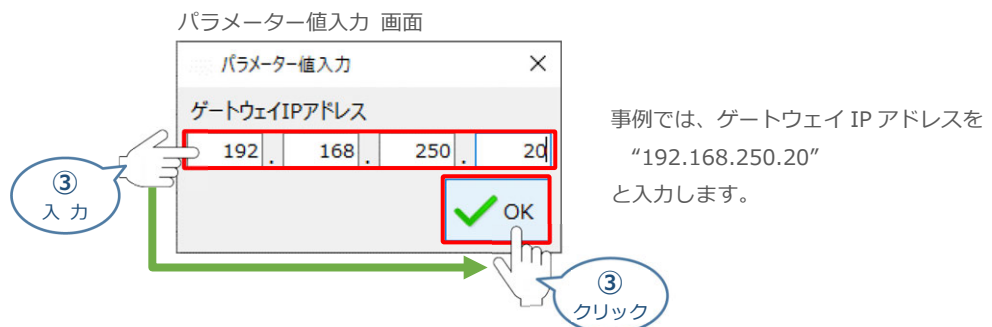 パラメーター値入力 画面
パラメーター値入力 ×
ゲートウェイIPアドレス
192 . 168 . 250 . 20
OK
③
入 力
③
クリック
事例では、ゲートウェイ IP アドレスを
“192.168.250.20”
と入力します。